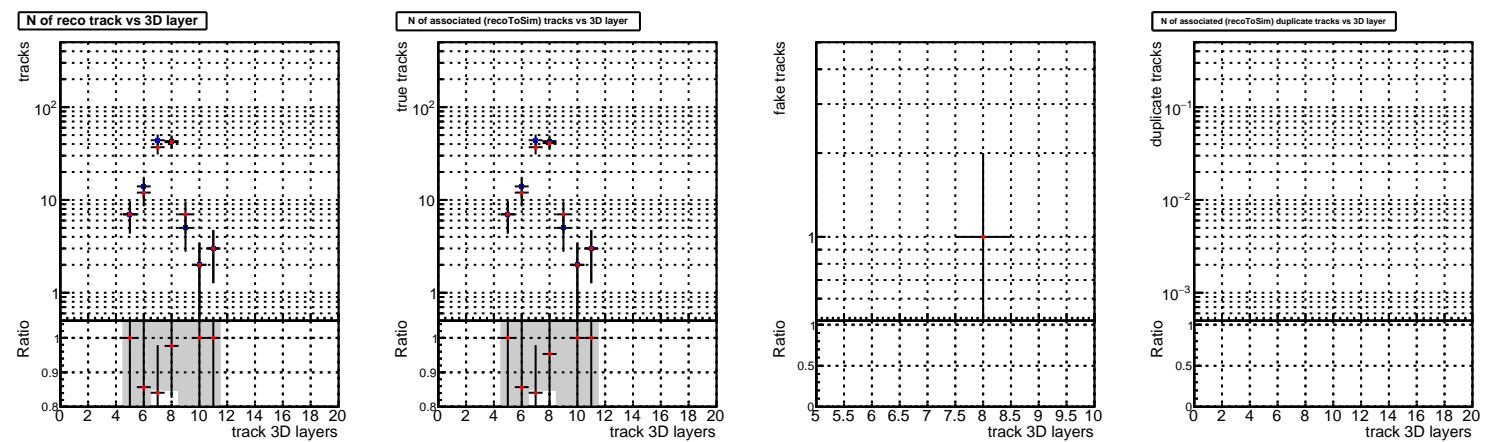 N of reco track vs 3D layer
tracks
10²
10
1
Ratio
1
0.9
0.8
0 2 4 6 8 10 12 14 16 18 20
track 3D layers
N of associated (recoToSim) tracks vs 3D layer
true tracks
10²
10
1
Ratio
1
0.9
0.8
0 2 4 6 8 10 12 14 16 18 20
track 3D layers
fake tracks
1
Ratio
1
0.5
0
5 5.5 6 6.5 7 7.5 8 8.5 9 9.5 10
track 3D layers
N of associated (recoToSim) duplicate tracks vs 3D layer
duplicate tracks
10⁻¹
10⁻²
10⁻³
Ratio
1
0.5
0
0 2 4 6 8 10 12 14 16 18 20
track 3D layers